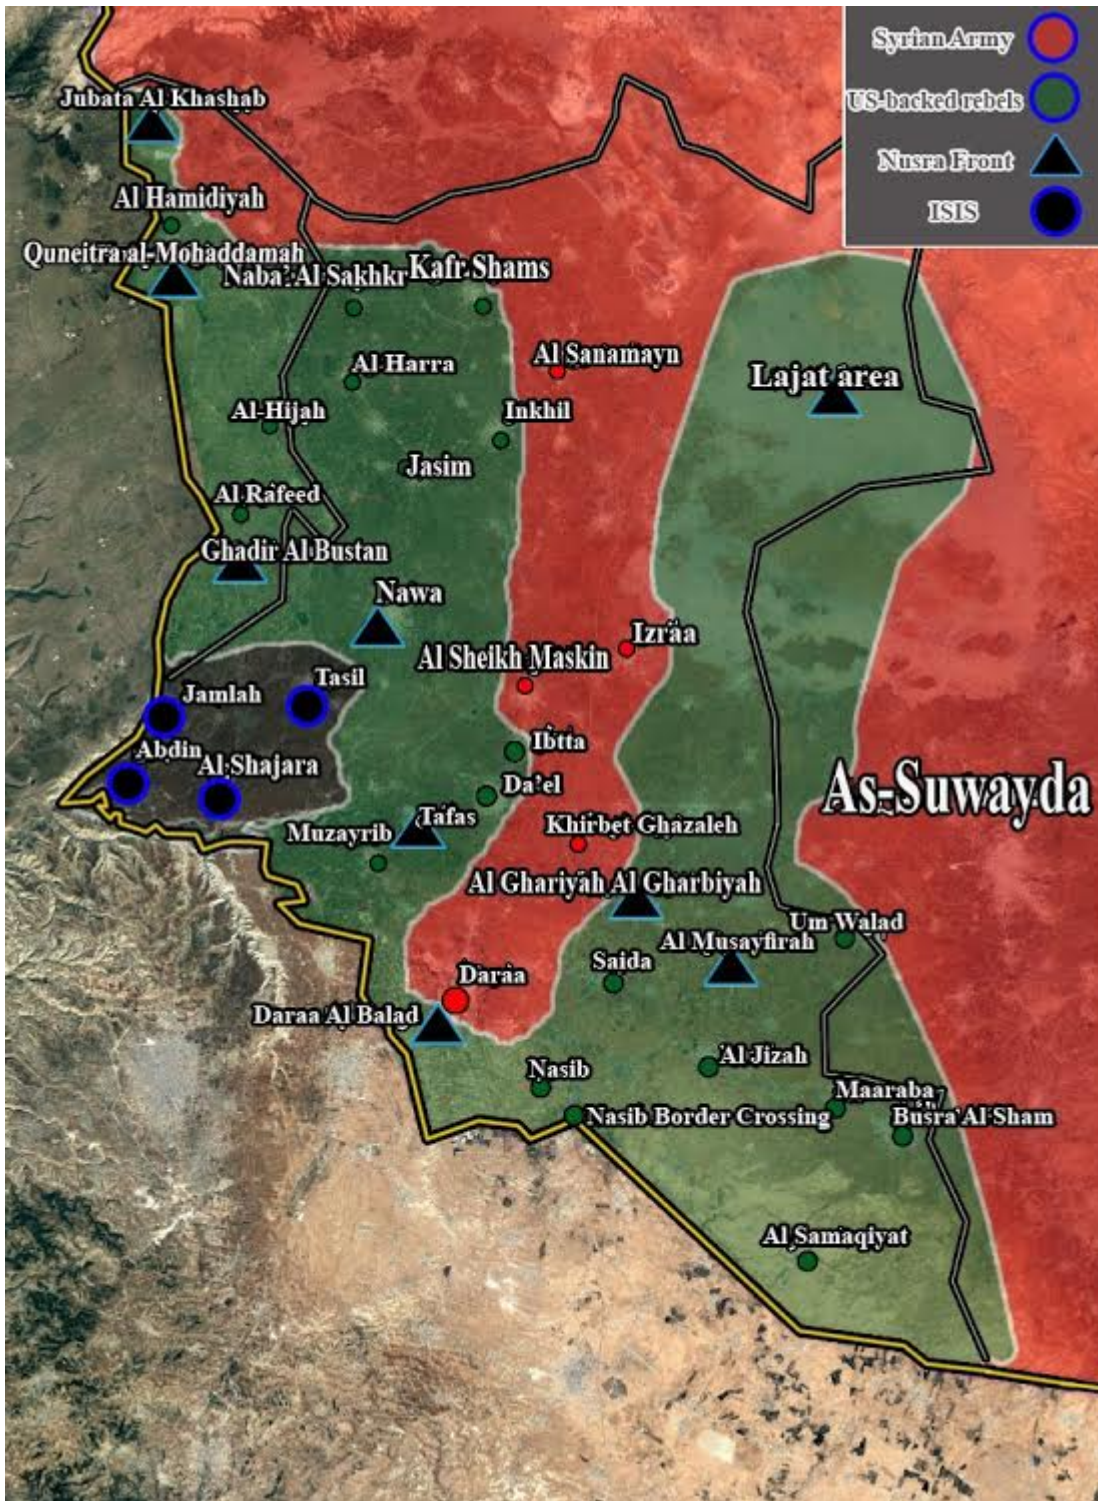 Syrian Army
US-backed rebels
Nusra Front
ISIS
Jubata Al Khashab
Al Hamidiyah
Quneitra al-Mohaddamah
Naba' Al Sakhkr
Kafr Shams
Al Sanamayn
Al Harra
Lajat area
Al-Hijah
Inkhil
Jasim
Al Rafeed
Ghadir Al Bustan
Nawa
Izraa
Al Sheikh Maskin
Tasil
Jamlah
Ibtta
Abdin
Al Shajara
Da'el
As-Suwayda
Tafas
Muzayrib
Khirbet Ghazaleh
Al Ghariyah Al Gharbiyah
Um Walad
Al Musayfirah
Saida
Daraa
Daraa Al Balad
Al Jizah
Nasib
Maaraba
Nasib Border Crossing
Busra Al Sham
Al Samaqiyat